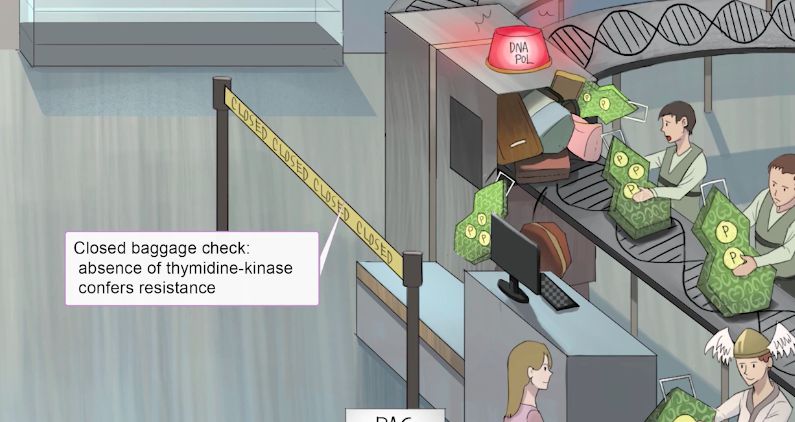 DNA
POL
CLOSED CLOSED CLOSED CLOSED CLOSED
P
P
P
P
P
P
P
P
P
P
Closed baggage check:
absence of thymidine-kinase
confers resistance